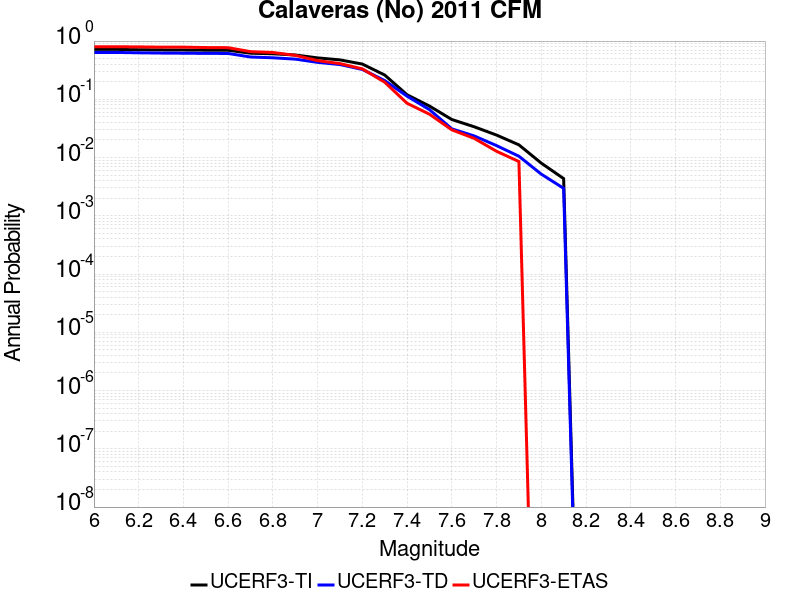 Calaveras (No) 2011 CFM
10^0
10^-1
10^-2
10^-3
10^-4
10^-5
10^-6
10^-7
10^-8
Annual Probability
6 6.2 6.4 6.6 6.8 7 7.2 7.4 7.6 7.8 8 8.2 8.4 8.6 8.8 9
Magnitude
UCERF3-TI UCERF3-TD UCERF3-ETAS